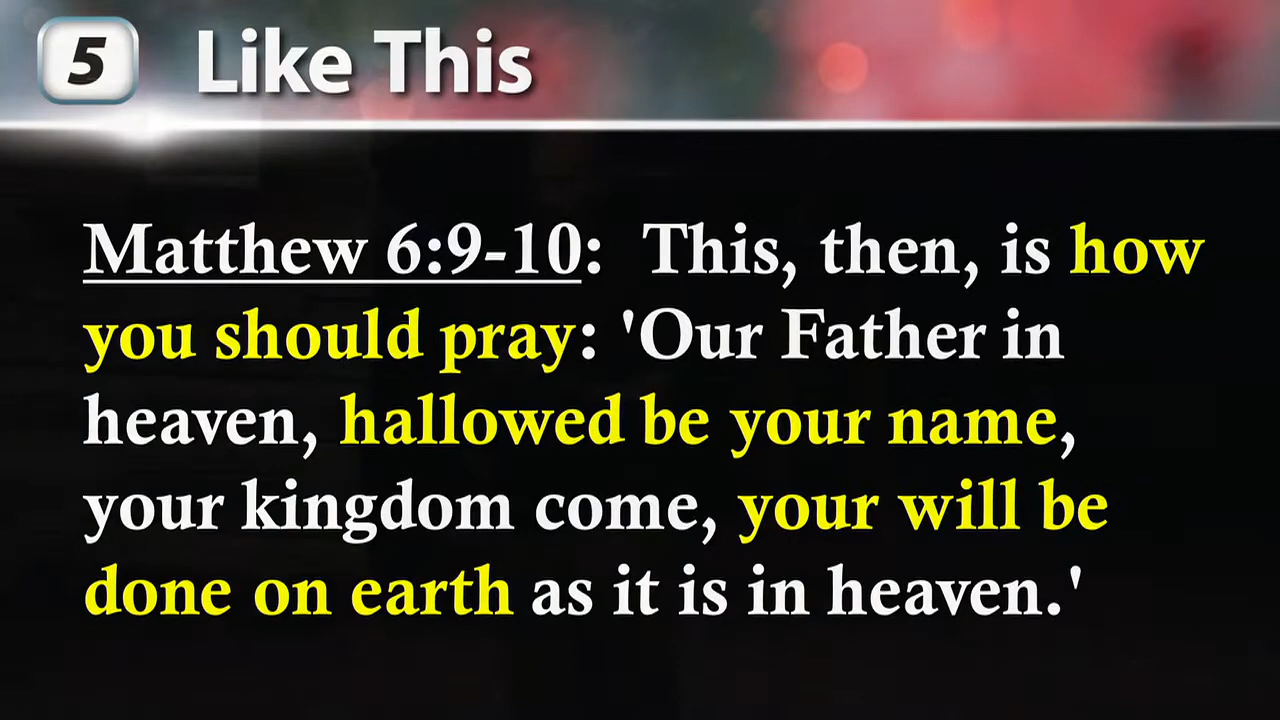 5 Like This
Matthew 6:9-10: This, then, is how
you should pray: 'Our Father in
heaven, hallowed be your name,
your kingdom come, your will be
done on earth as it is in heaven.'